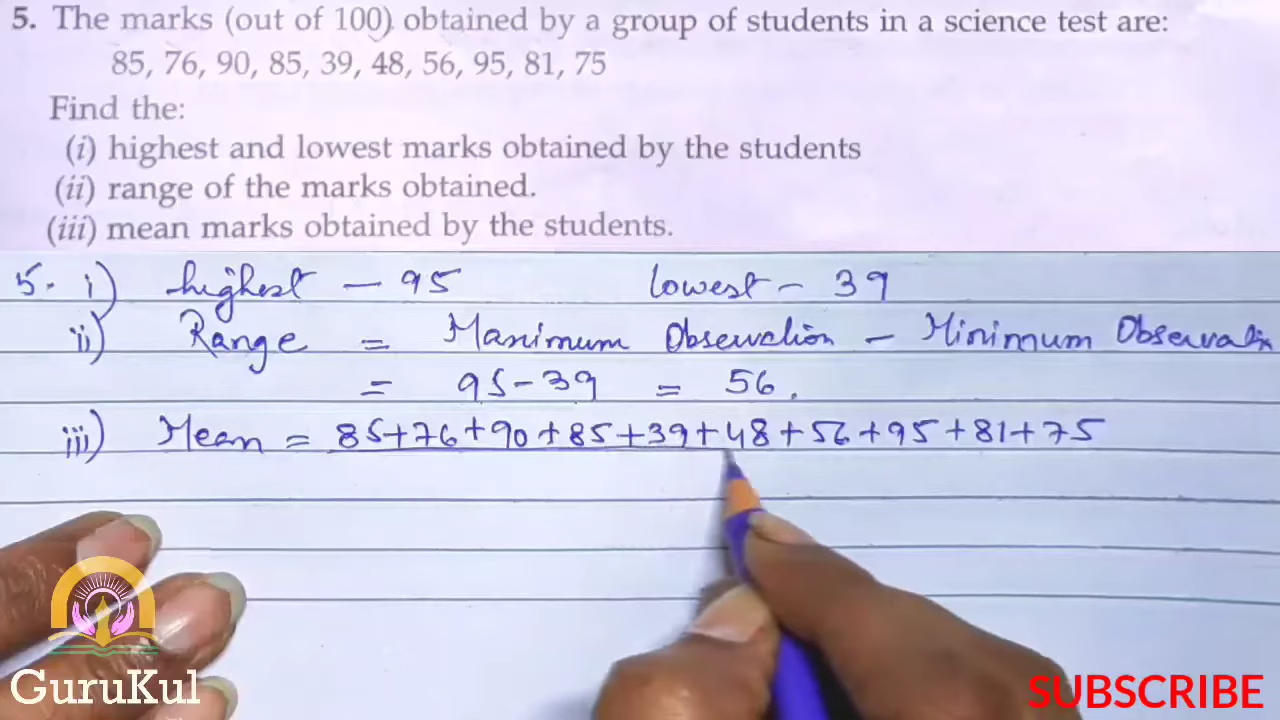 5. The marks (out of 100) obtained by a group of students in a science test are:
85, 76, 90, 85, 39, 48, 56, 95, 81, 75
Find the:
(i) highest and lowest marks obtained by the students
(ii) range of the marks obtained.
(iii) mean marks obtained by the students.
5. i) highest — 95 lowest — 39
ii) Range = Maximum Observation — Minimum Observation
= 95 - 39 = 56.
iii) Mean = 85+76+90+85+39+48+56+95+81+75
GuruKul
SUBSCRIBE